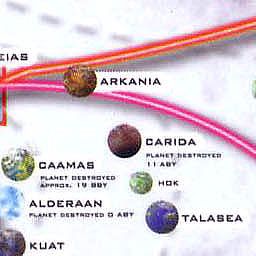 EIAS
ARKANIA
CARIDA
PLANET DESTROYED
11 ABY
CAAMAS
PLANET DESTROYED
APPROX. 19 BBY
HOK
ALDERAAN
PLANET DESTROYED 0 ABY
TALASEA
KUAT